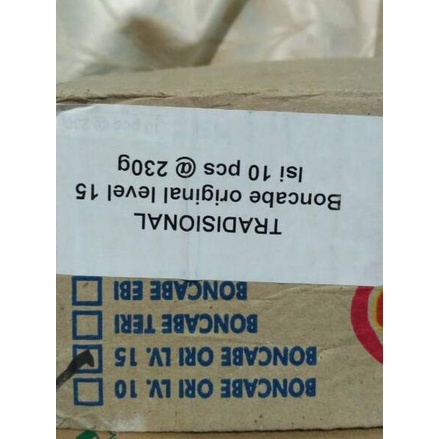 BONCABE ORI LV. 10
BONCABE ORI LV. 15
BONCABE TERI
BONCABE EBI
TRADISIONAL
Boncabe original level 15
Isi 10 pcs @ 230g